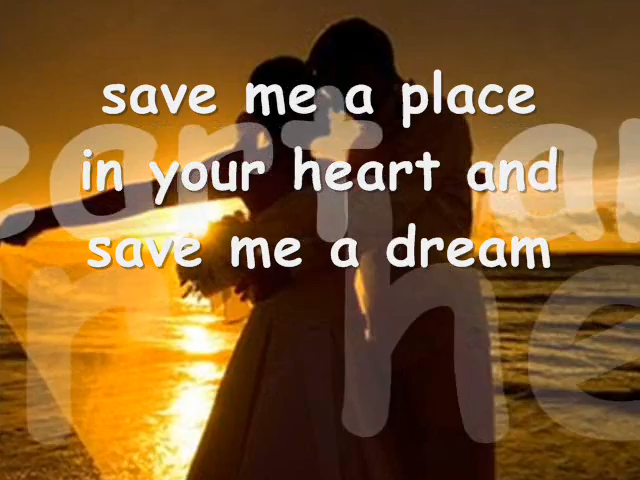 save me a place
in your heart and
save me a dream